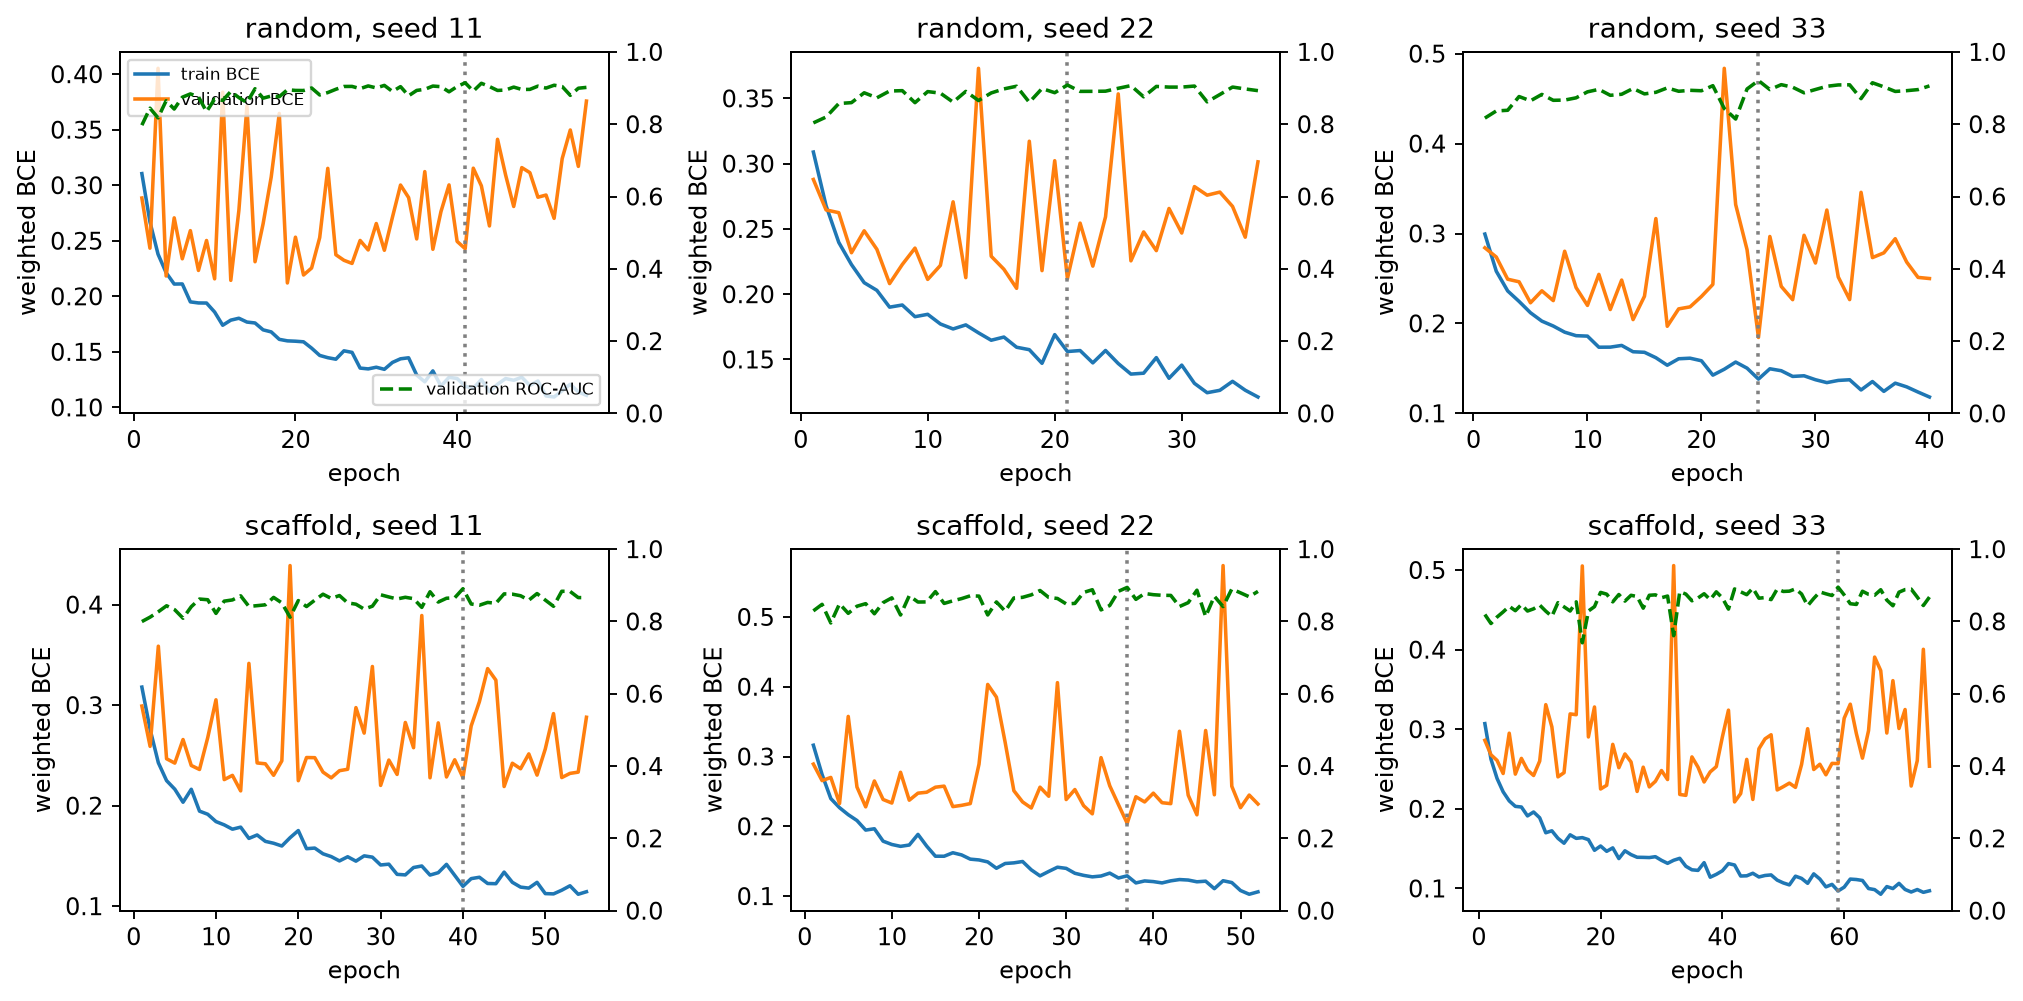 random, seed 11
weighted BCE
0.40
0.35
0.30
0.25
0.20
0.15
0.10
train BCE
validation BCE
validation ROC-AUC
1.0
0.8
0.6
0.4
0.2
0.0
0 20 40
epoch
random, seed 22
weighted BCE
0.35
0.30
0.25
0.20
0.15
1.0
0.8
0.6
0.4
0.2
0.0
0 10 20 30
epoch
random, seed 33
weighted BCE
0.5
0.4
0.3
0.2
0.1
1.0
0.8
0.6
0.4
0.2
0.0
0 10 20 30 40
epoch
scaffold, seed 11
weighted BCE
0.4
0.3
0.2
0.1
1.0
0.8
0.6
0.4
0.2
0.0
0 10 20 30 40 50
epoch
scaffold, seed 22
weighted BCE
0.5
0.4
0.3
0.2
0.1
1.0
0.8
0.6
0.4
0.2
0.0
0 10 20 30 40 50
epoch
scaffold, seed 33
weighted BCE
0.5
0.4
0.3
0.2
0.1
1.0
0.8
0.6
0.4
0.2
0.0
0 20 40 60
epoch